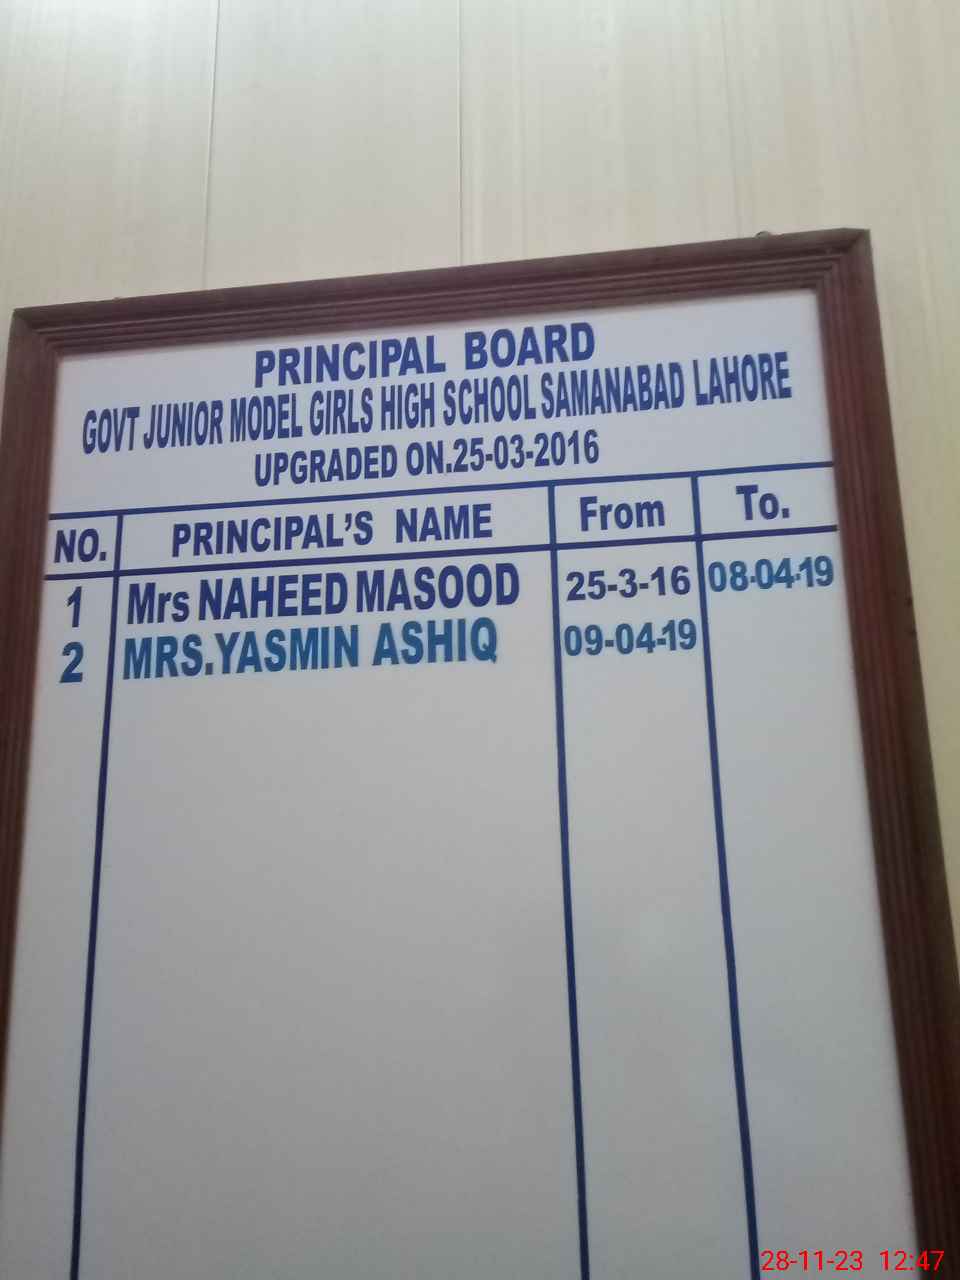 PRINCIPAL BOARD
GOVT JUNIOR MODEL GIRLS HIGH SCHOOL SAMANABAD LAHORE
UPGRADED ON.25-03-2016
NO. PRINCIPAL'S NAME From To.
1 Mrs NAHEED MASOOD 25-3-16 08-04-19
2 MRS.YASMIN ASHIQ 09-04-19
28-11-23 12:47